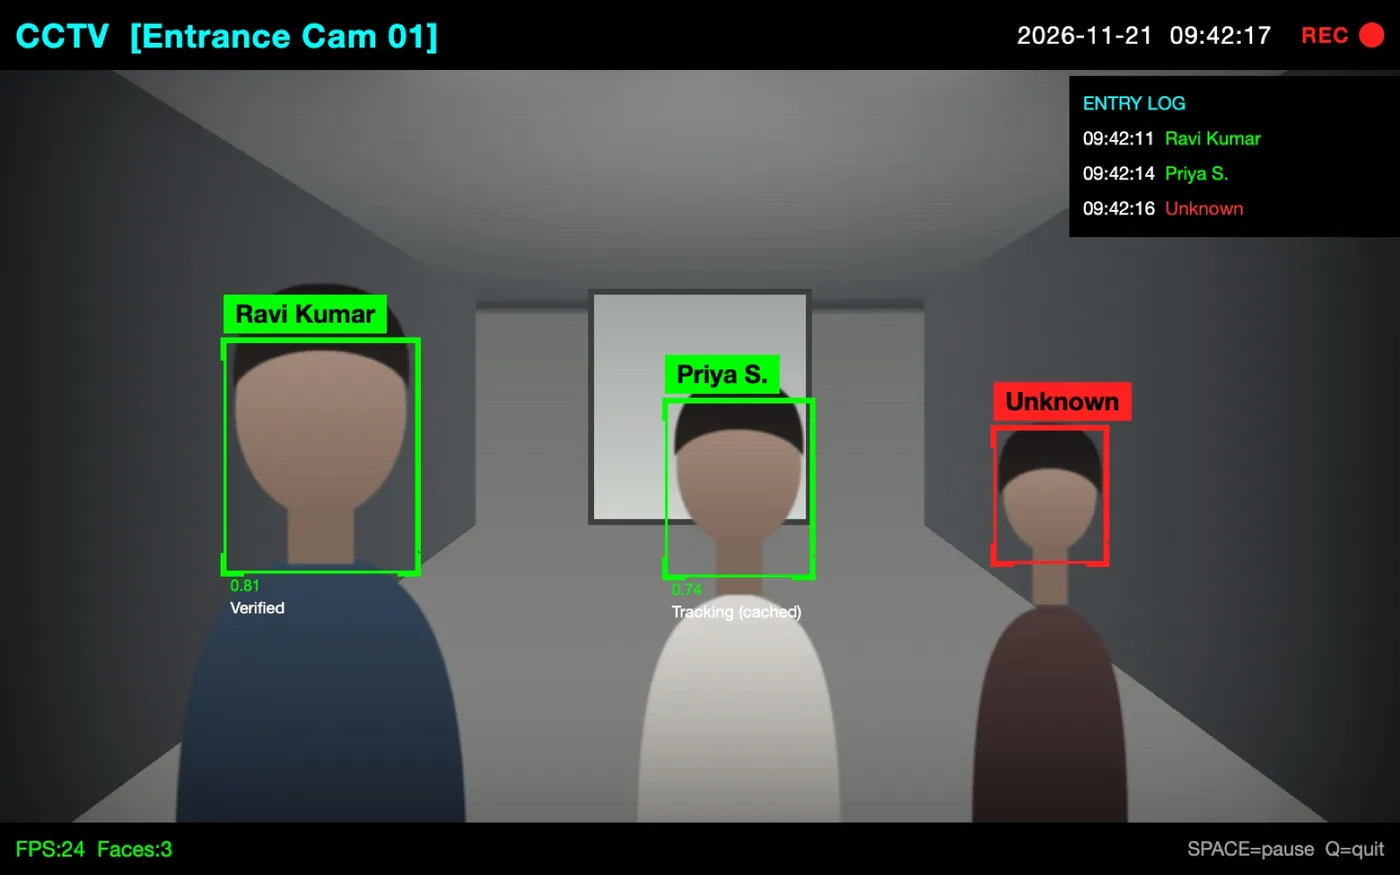 CCTV [Entrance Cam 01]
2026-11-21 09:42:17 REC
ENTRY LOG
09:42:11 Ravi Kumar
09:42:14 Priya S.
09:42:16 Unknown
Ravi Kumar
0.81
Verified
Priya S.
0.74
Tracking (cached)
Unknown
FPS:24 Faces:3
SPACE=pause Q=quit